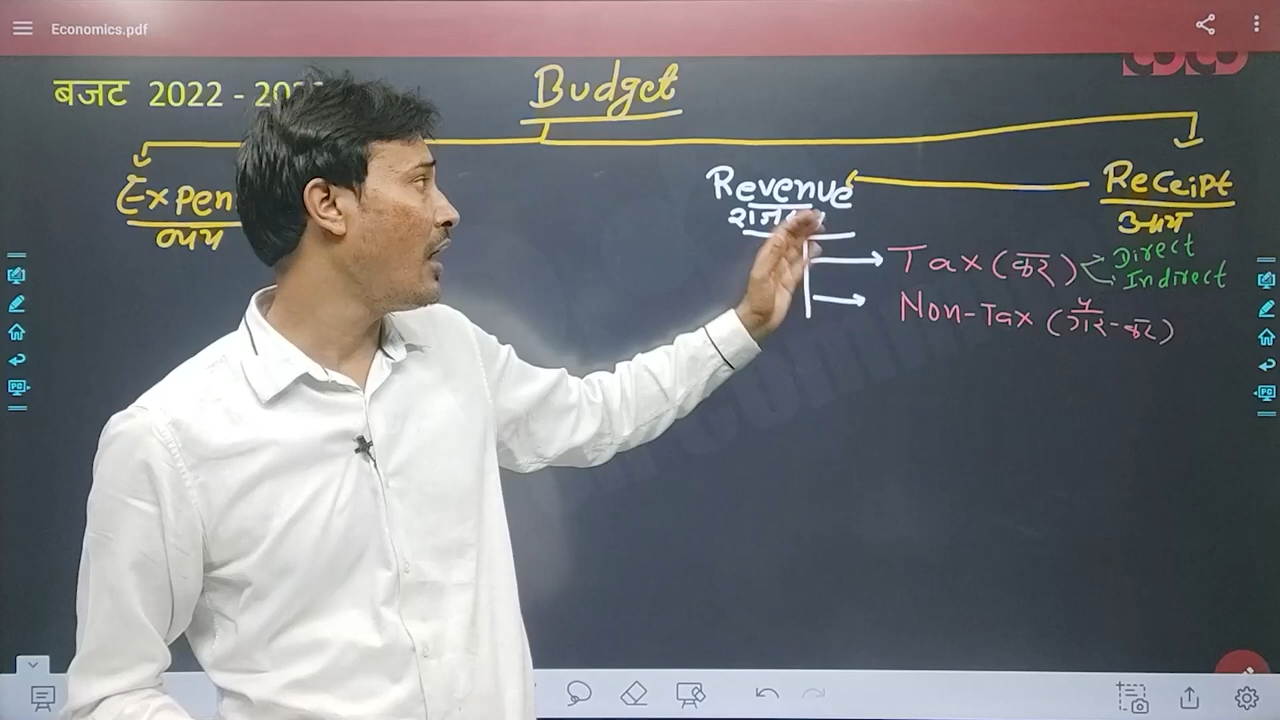 Economics.pdf
बजट 2022 - 20
Budget
Expen
व्यय
Revenue
Receipt
आय
Tax (कर)
Direct
Indirect
Non-Tax (गैर-कर)